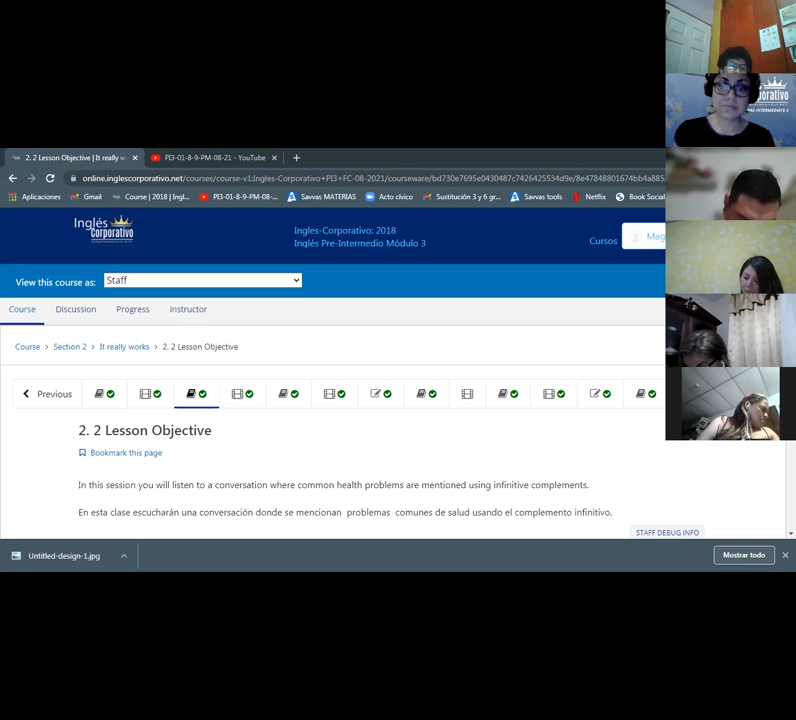 2. 2 Lesson Objective | It really w
PI3-01-8-9-PM-08-21 - YouTube
online.inglescorporativo.net/courses/course-v1:Ingles-Corporativo+PI3+FC-08-2021/courseware/bd730e7695e0430487c7426425534d9e/8e47848801674bb4a885
Aplicaciones
Gmail
Course | 2018 | Ingl...
PI3-01-8-9-PM-08-...
Savvas MATERIAS
Acto cívico
Sustitución 3 y 6 gr...
Savvas tools
Netflix
Book Social
Inglés
Corporativo
Ingles-Corporativo: 2018
Inglés Pre-Intermedio Módulo 3
Cursos
Mag
View this course as:
Staff
Course
Discussion
Progress
Instructor
Course > Section 2 > It really works > 2. 2 Lesson Objective
Previous
2. 2 Lesson Objective
Bookmark this page
In this session you will listen to a conversation where common health problems are mentioned using infinitive complements.
En esta clase escucharán una conversación donde se mencionan problemas comunes de salud usando el complemento infinitivo.
STAFF DEBUG INFO
Untitled-design-1.jpg
Mostrar todo